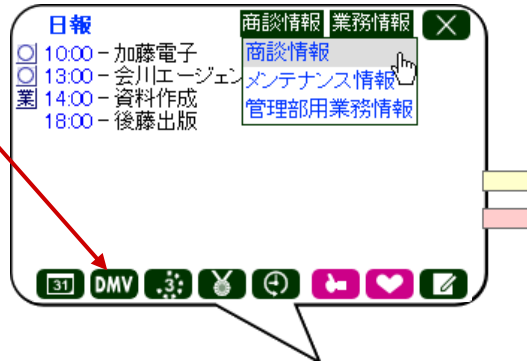 日報 商談情報 業務情報
○ 10:00 – 加藤電子
○ 13:00 – 会川エージェン
業 14:00 – 資料作成
18:00 – 後藤出版
商談情報
メンテナンス情報
管理部用業務情報
31 DMV 3